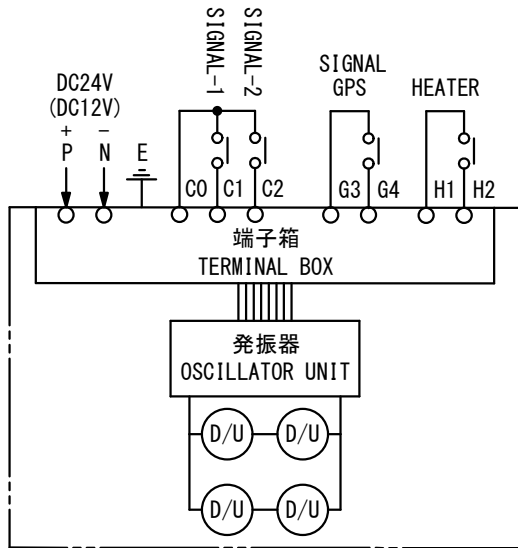 SIGNAL-1
SIGNAL-2
DC24V
(DC12V)
+ -
P N E
SIGNAL
GPS
HEATER
C0 C1 C2 G3 G4 H1 H2
端子箱
TERMINAL BOX
発振器
OSCILLATOR UNIT
D/U D/U
D/U D/U